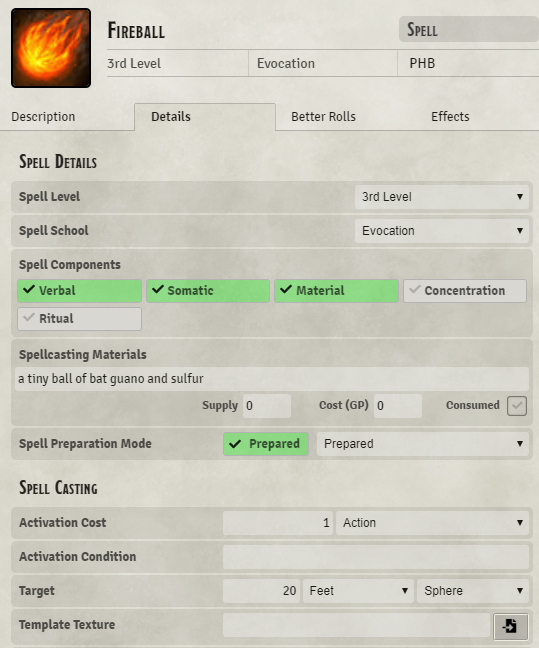 Fireball
Spell
3rd Level Evocation PHB
Description Details Better Rolls Effects
Spell Details
Spell Level 3rd Level
Spell School Evocation
Spell Components
Verbal Somatic Material Concentration
Ritual
Spellcasting Materials
a tiny ball of bat guano and sulfur
Supply 0 Cost (GP) 0 Consumed
Spell Preparation Mode Prepared Prepared
Spell Casting
Activation Cost 1 Action
Activation Condition
Target 20 Feet Sphere
Template Texture